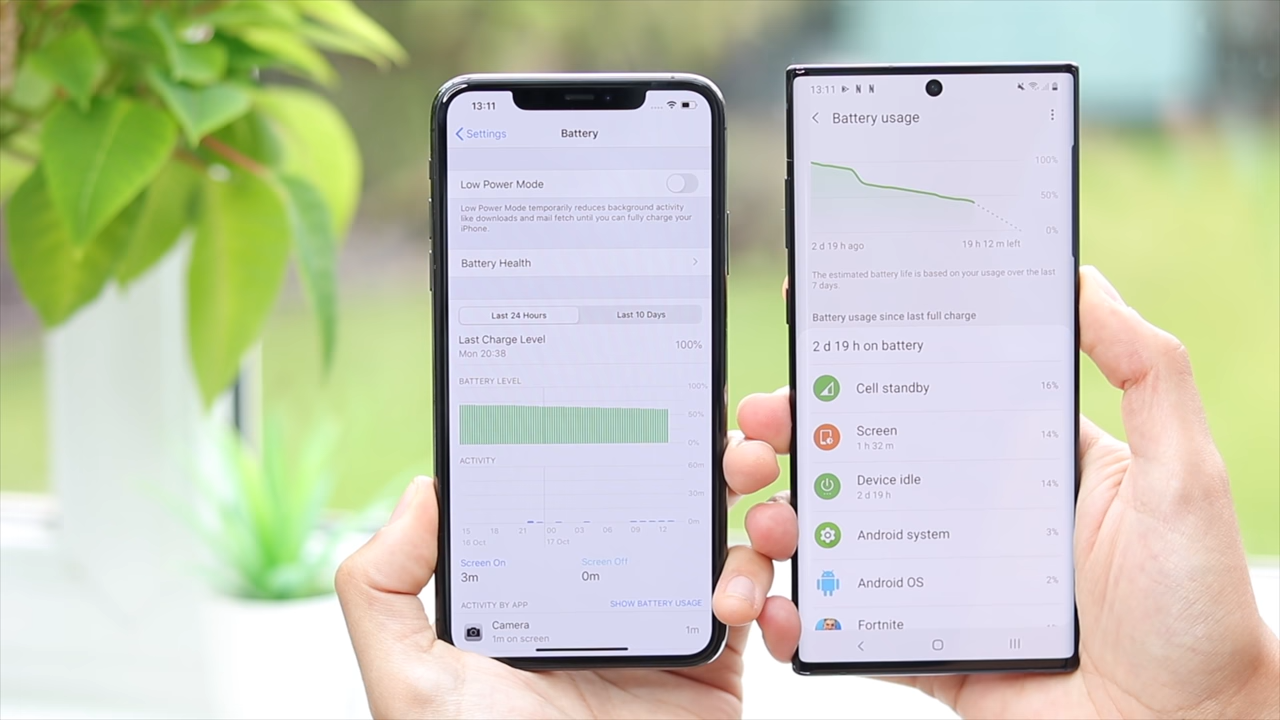 13:11
Settings
Battery
Low Power Mode
Low Power Mode temporarily reduces background activity
like downloads and mail fetch until you can fully charge your
iPhone.
Battery Health
Last 24 Hours
Last 10 Days
Last Charge Level
Mon 20:38
100%
BATTERY LEVEL
100%
50%
0%
ACTIVITY
60m
30m
0m
15 18 21 00 03 06 09 12
16 Oct 17 Oct
Screen On
Screen Off
3m
0m
ACTIVITY BY APP
SHOW BATTERY USAGE
Camera
1m on screen
1m
13:11
Battery usage
100%
50%
0%
2 d 19 h ago
19 h 12 m left
The estimated battery life is based on your usage over the last
7 days.
Battery usage since last full charge
2 d 19 h on battery
Cell standby
16%
Screen
1 h 32 m
14%
Device idle
2 d 19 h
14%
Android system
3%
Android OS
2%
Fortnite